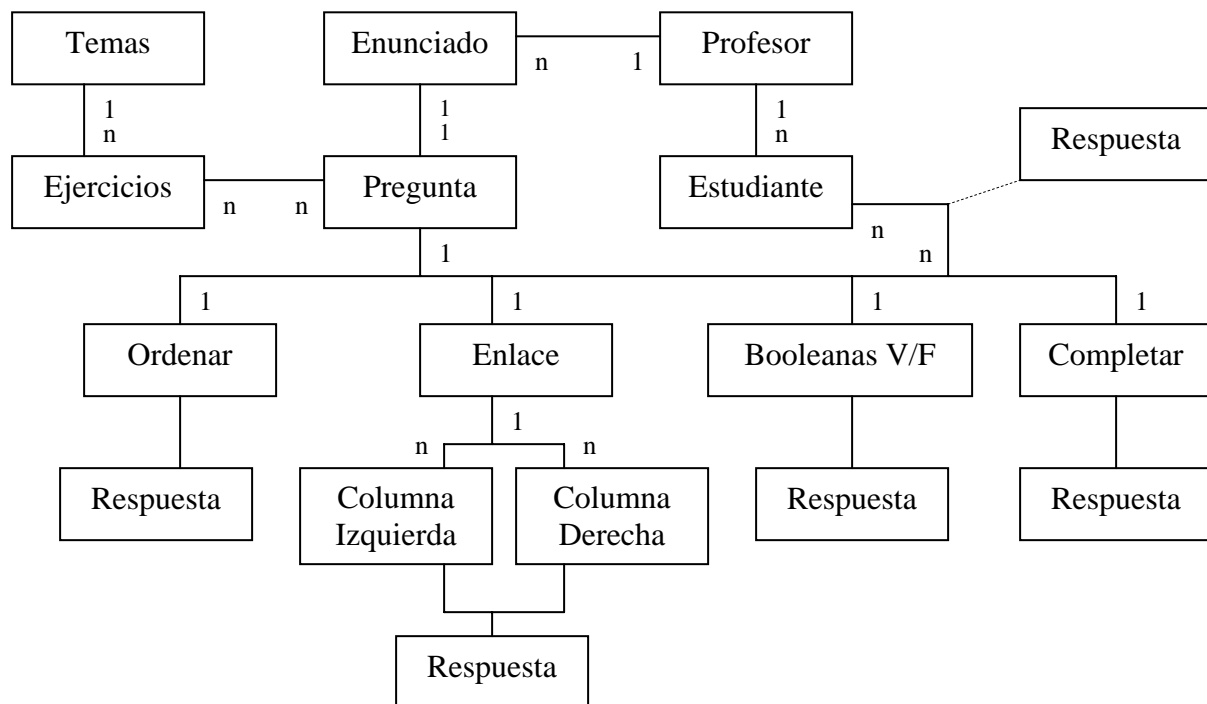 Temas
Enunciado
Profesor
n
1
1
n
1
1
1
n
Respuesta
Ejercicios
Pregunta
Estudiante
n
n
n
n
1
1
1
1
1
Ordenar
Enlace
Booleanas V/F
Completar
1
n
n
Respuesta
Columna
Izquierda
Columna
Derecha
Respuesta
Respuesta
Respuesta